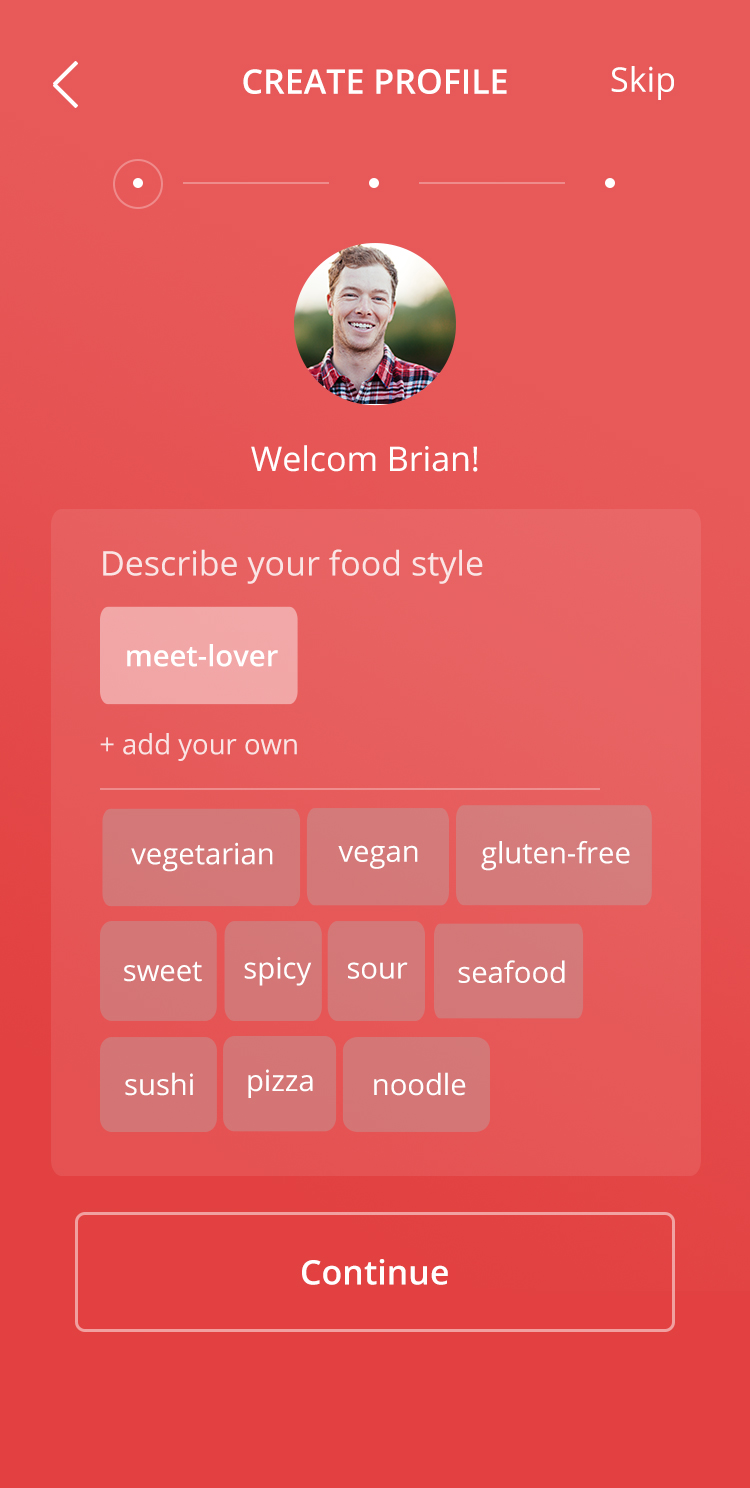 CREATE PROFILE Skip
Welcom Brian!
Describe your food style
meet-lover
+ add your own
vegetarian vegan gluten-free
sweet spicy sour seafood
sushi pizza noodle
Continue